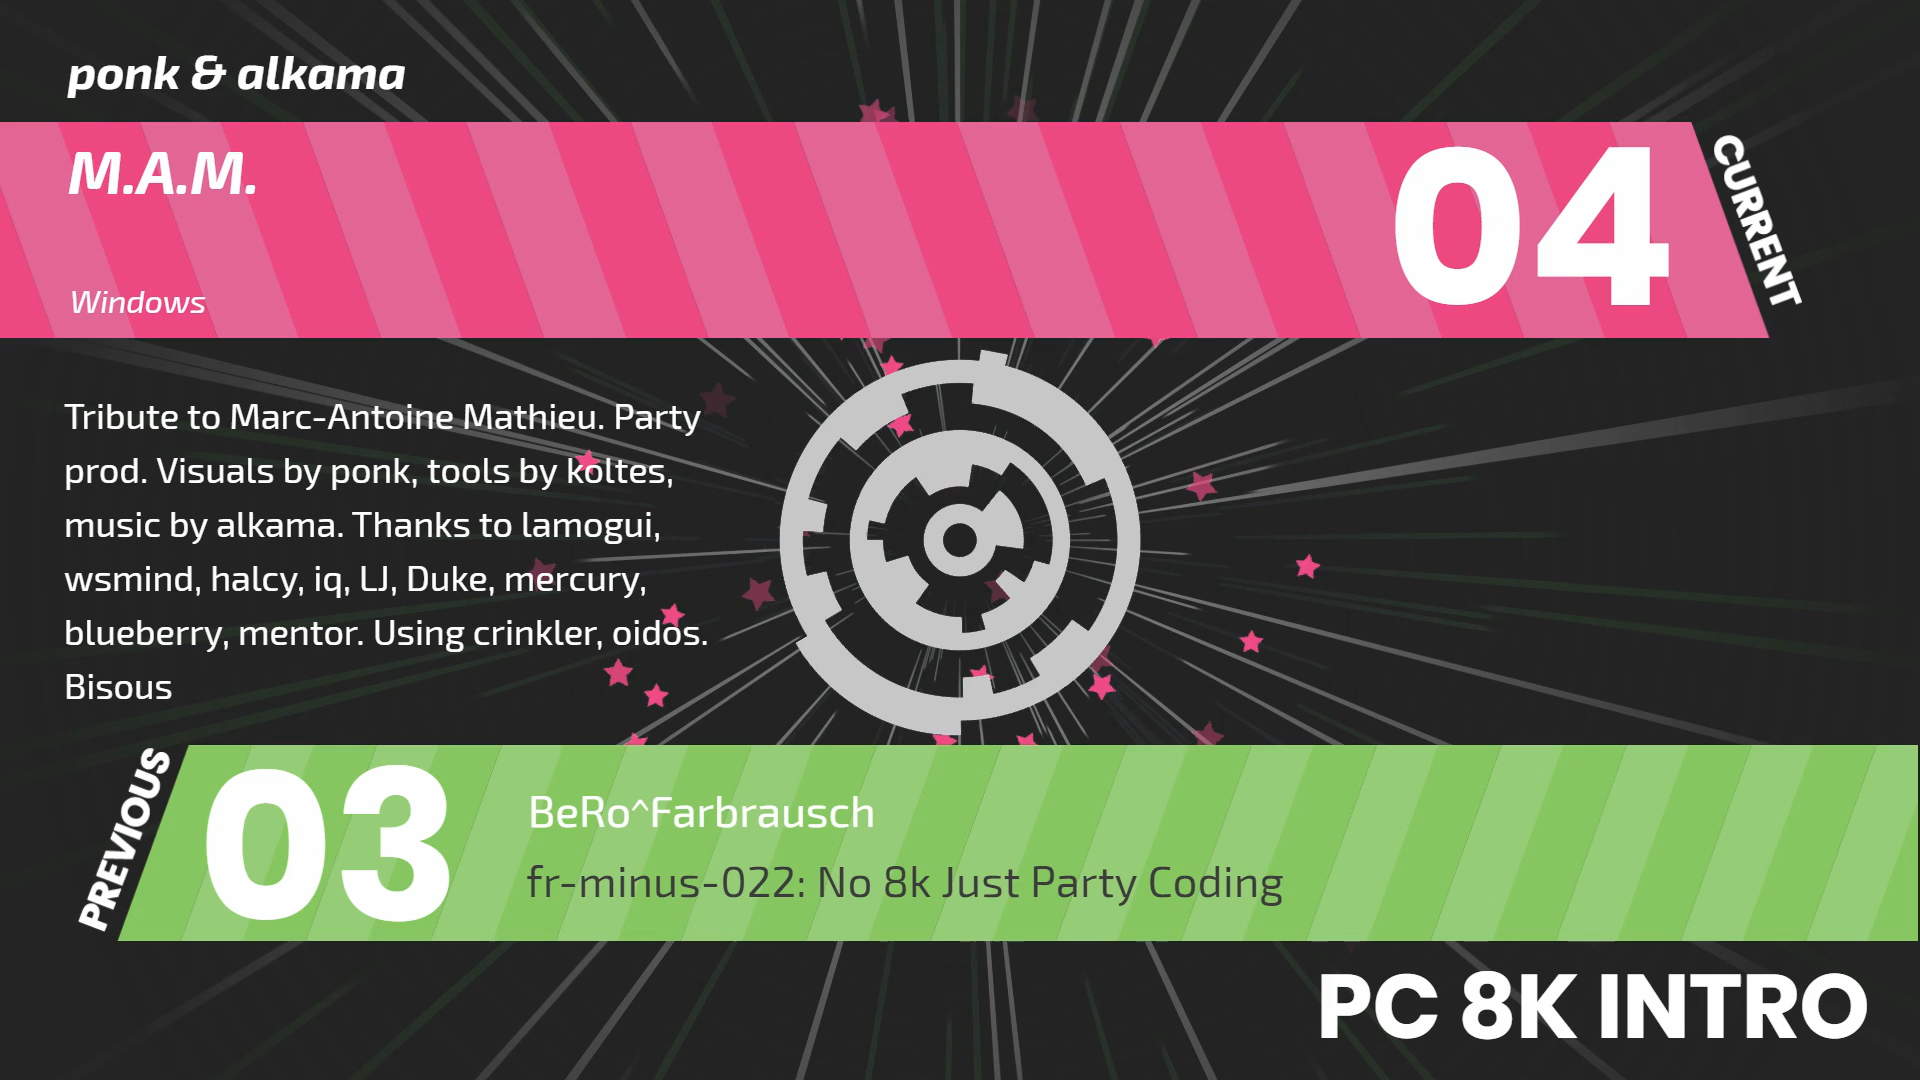 ponk & alkama
M.A.M.
04
CURRENT
Windows
Tribute to Marc-Antoine Mathieu. Party
prod. Visuals by ponk, tools by koltes,
music by alkama. Thanks to lamogui,
wsmind, halcy, iq, LJ, Duke, mercury,
blueberry, mentor. Using crinkler, oidos.
Bisous
PREVIOUS
03
BeRo^Farbrausch
fr-minus-022: No 8k Just Party Coding
PC 8K INTRO